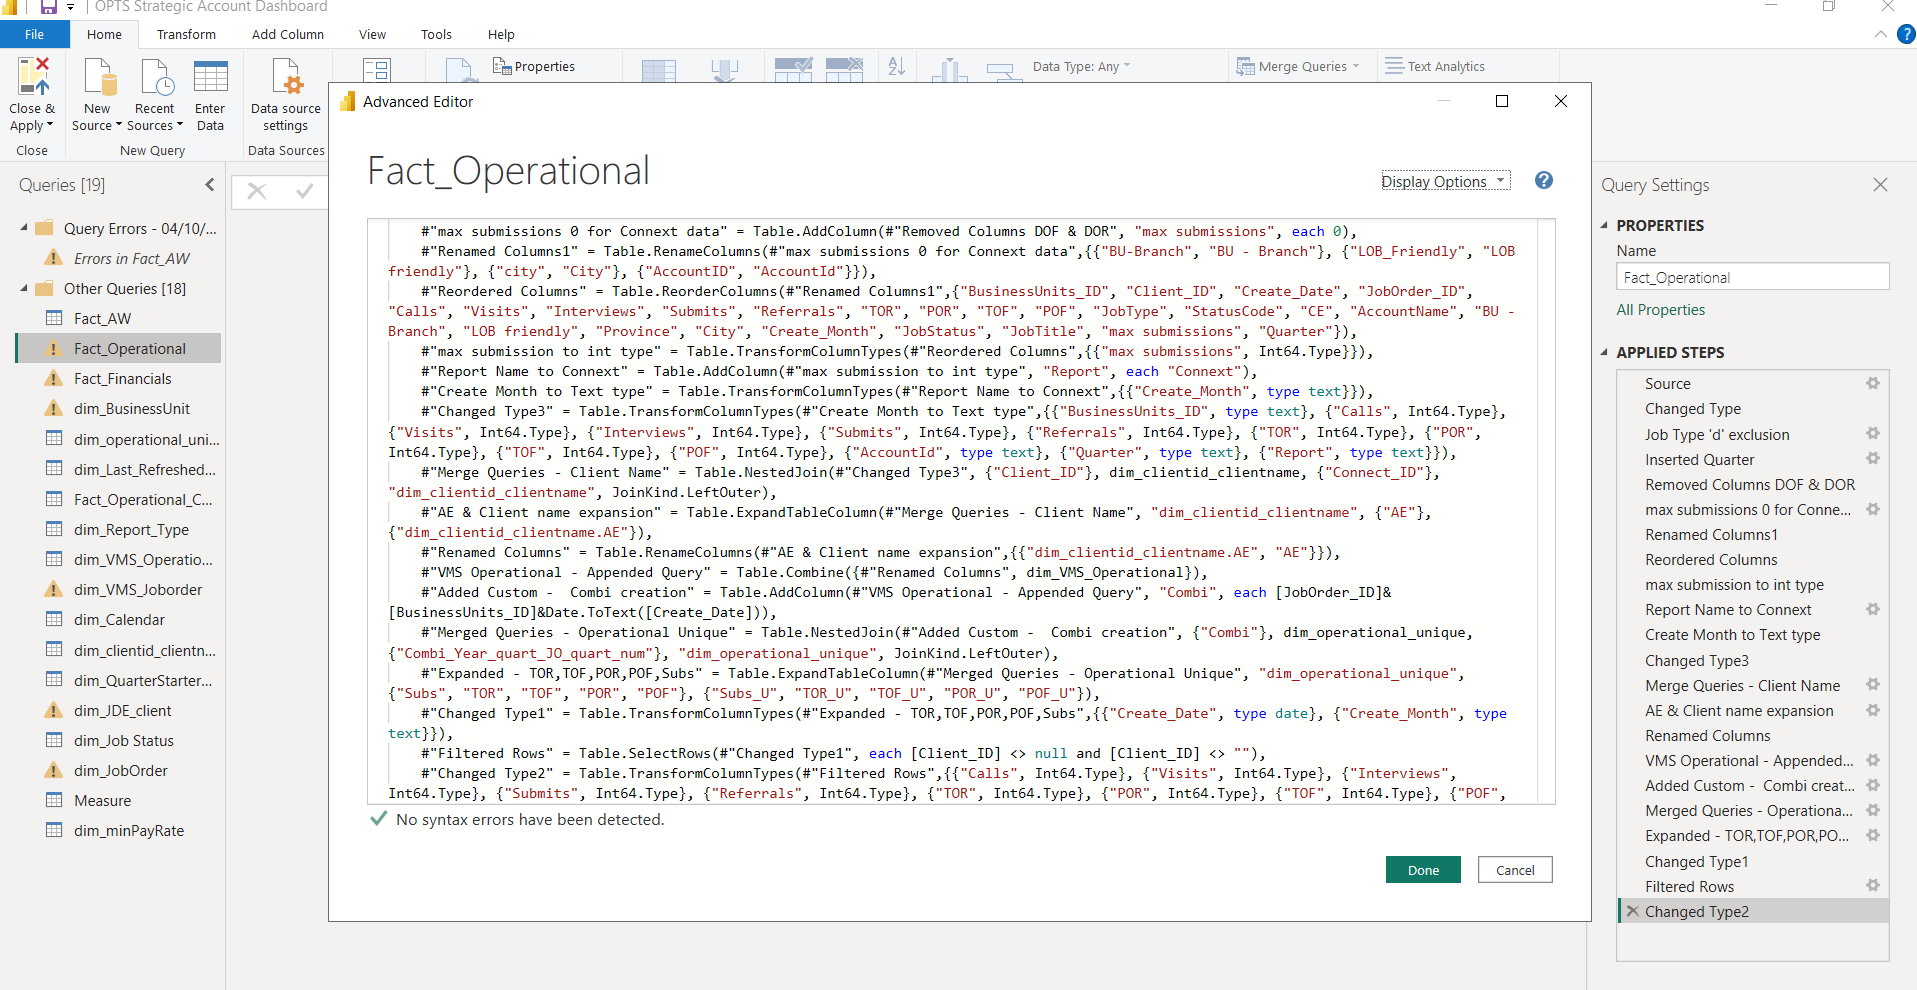 OPTS Strategic Account Dashboard
File Home Transform Add Column View Tools Help
Close & Apply
Close
New Source
Recent Sources
Enter Data
New Query
Data source settings
Data Sources
Properties
Data Type: Any
Merge Queries
Text Analytics
Queries [19]
Query Errors - 04/10/...
Errors in Fact_AW
Other Queries [18]
Fact_AW
Fact_Operational
Fact_Financials
dim_BusinessUnit
dim_operational_uni...
dim_Last_Refreshed...
Fact_Operational_C...
dim_Report_Type
dim_VMS_Operatio...
dim_VMS_Joborder
dim_Calendar
dim_clientid_clientn...
dim_QuarterStarter...
dim_JDE_client
dim_Job Status
dim_JobOrder
Measure
dim_minPayRate
Advanced Editor
Fact_Operational
Display Options
#"max submissions 0 for Connext data" = Table.AddColumn(#"Removed Columns DOF & DOR", "max submissions", each 0),
#"Renamed Columns1" = Table.RenameColumns(#"max submissions 0 for Connext data",{{"BU-Branch", "BU - Branch"}, {"LOB_Friendly", "LOB
friendly"}, {"city", "City"}, {"AccountID", "AccountId"}}),
#"Reordered Columns" = Table.ReorderColumns(#"Renamed Columns1",{"BusinessUnits_ID", "Client_ID", "Create_Date", "JobOrder_ID",
"Calls", "Visits", "Interviews", "Submits", "Referrals", "TOR", "POR", "TOF", "POF", "JobType", "StatusCode", "CE", "AccountName", "BU -
Branch", "LOB friendly", "Province", "City", "Create_Month", "JobStatus", "JobTitle", "max submissions", "Quarter"}),
#"max submission to int type" = Table.TransformColumnTypes(#"Reordered Columns",{{"max submissions", Int64.Type}}),
#"Report Name to Connext" = Table.AddColumn(#"max submission to int type", "Report", each "Connext"),
#"Create Month to Text type" = Table.TransformColumnTypes(#"Report Name to Connext",{{"Create_Month", type text}}),
#"Changed Type3" = Table.TransformColumnTypes(#"Create Month to Text type",{{"BusinessUnits_ID", type text}, {"Calls", Int64.Type},
{"Visits", Int64.Type}, {"Interviews", Int64.Type}, {"Submits", Int64.Type}, {"Referrals", Int64.Type}, {"TOR", Int64.Type}, {"POR",
Int64.Type}, {"TOF", Int64.Type}, {"POF", Int64.Type}, {"AccountId", type text}, {"Quarter", type text}, {"Report", type text}}),
#"Merge Queries - Client Name" = Table.NestedJoin(#"Changed Type3", {"Client_ID"}, dim_clientid_clientname, {"Connect_ID"},
"dim_clientid_clientname", JoinKind.LeftOuter),
#"AE & Client name expansion" = Table.ExpandTableColumn(#"Merge Queries - Client Name", "dim_clientid_clientname", {"AE"},
{"dim_clientid_clientname.AE"}),
#"Renamed Columns" = Table.RenameColumns(#"AE & Client name expansion",{{"dim_clientid_clientname.AE", "AE"}}),
#"VMS Operational - Appended Query" = Table.Combine({#"Renamed Columns", dim_VMS_Operational}),
#"Added Custom -  Combi creation" = Table.AddColumn(#"VMS Operational - Appended Query", "Combi", each [JobOrder_ID]&
[BusinessUnits_ID]&Date.ToText([Create_Date])),
#"Merged Queries - Operational Unique" = Table.NestedJoin(#"Added Custom -  Combi creation", {"Combi"}, dim_operational_unique,
{"Combi_Year_quart_JO_quart_num"}, "dim_operational_unique", JoinKind.LeftOuter),
#"Expanded - TOR,TOF,POR,POF,Subs" = Table.ExpandTableColumn(#"Merged Queries - Operational Unique", "dim_operational_unique",
{"Subs", "TOR", "TOF", "POR", "POF"}, {"Subs_U", "TOR_U", "TOF_U", "POR_U", "POF_U"}),
#"Changed Type1" = Table.TransformColumnTypes(#"Expanded - TOR,TOF,POR,POF,Subs",{{"Create_Date", type date}, {"Create_Month", type
text}}),
#"Filtered Rows" = Table.SelectRows(#"Changed Type1", each [Client_ID] <> null and [Client_ID] <> ""),
#"Changed Type2" = Table.TransformColumnTypes(#"Filtered Rows",{{"Calls", Int64.Type}, {"Visits", Int64.Type}, {"Interviews",
Int64.Type}, {"Submits", Int64.Type}, {"Referrals", Int64.Type}, {"TOR", Int64.Type}, {"POR", Int64.Type}, {"TOF", Int64.Type}, {"POF",
No syntax errors have been detected.
Done
Cancel
Query Settings
PROPERTIES
Name
Fact_Operational
All Properties
APPLIED STEPS
Source
Changed Type
Job Type 'd' exclusion
Inserted Quarter
Removed Columns DOF & DOR
max submissions 0 for Conne...
Renamed Columns1
Reordered Columns
max submission to int type
Report Name to Connext
Create Month to Text type
Changed Type3
Merge Queries - Client Name
AE & Client name expansion
Renamed Columns
VMS Operational - Appended...
Added Custom -  Combi creat...
Merged Queries - Operationa...
Expanded - TOR,TOF,POR,PO...
Changed Type1
Filtered Rows
Changed Type2